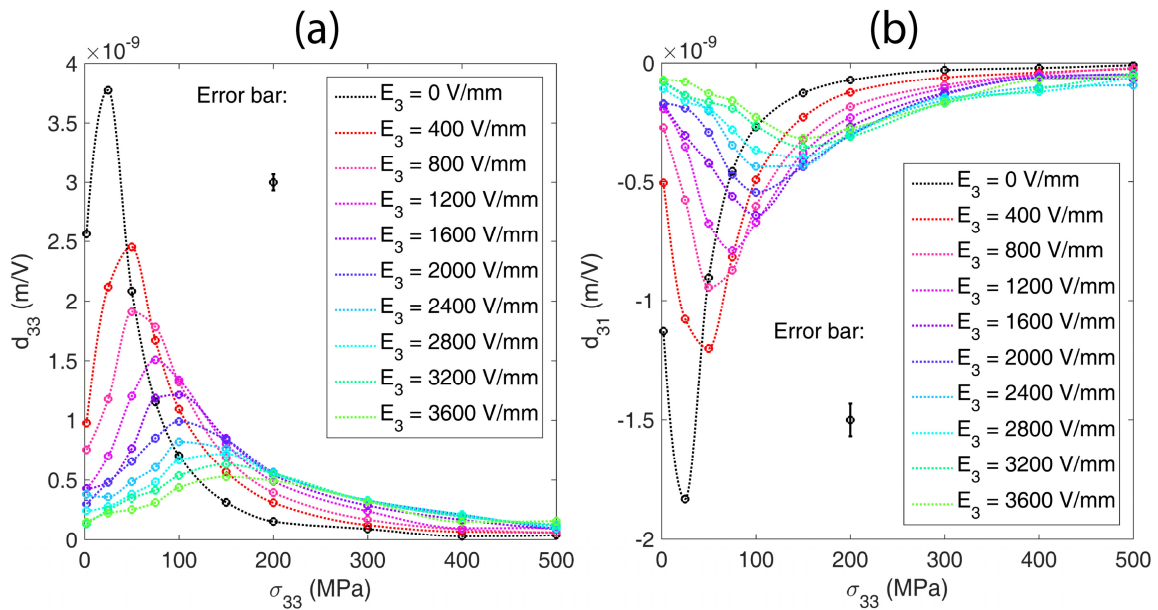 (a)
×10⁻⁹
4
3.5
3
2.5
2
1.5
1
0.5
0
d₃₃ (m/V)
0 100 200 300 400 500
σ₃₃ (MPa)
Error bar:
E₃ = 0 V/mm
E₃ = 400 V/mm
E₃ = 800 V/mm
E₃ = 1200 V/mm
E₃ = 1600 V/mm
E₃ = 2000 V/mm
E₃ = 2400 V/mm
E₃ = 2800 V/mm
E₃ = 3200 V/mm
E₃ = 3600 V/mm
(b)
×10⁻⁹
0
-0.5
-1
-1.5
-2
d₃₁ (m/V)
0 100 200 300 400 500
σ₃₃ (MPa)
Error bar:
E₃ = 0 V/mm
E₃ = 400 V/mm
E₃ = 800 V/mm
E₃ = 1200 V/mm
E₃ = 1600 V/mm
E₃ = 2000 V/mm
E₃ = 2400 V/mm
E₃ = 2800 V/mm
E₃ = 3200 V/mm
E₃ = 3600 V/mm